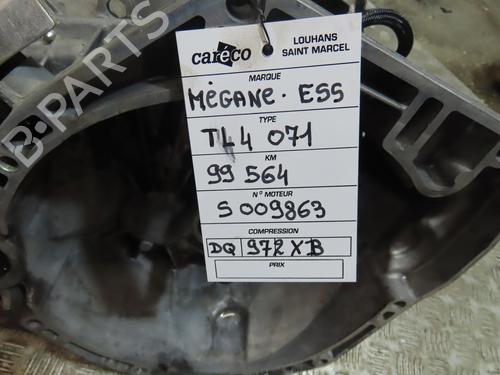 careco
LOUHANS
SAINT MARCEL
MARQUE
MÉGANE. ESS
TYPE
TL4 071
KM
99 564
N° MOTEUR
S 009863
COMPRESSION
DQ 972 XB
PRIX
B-PARTS